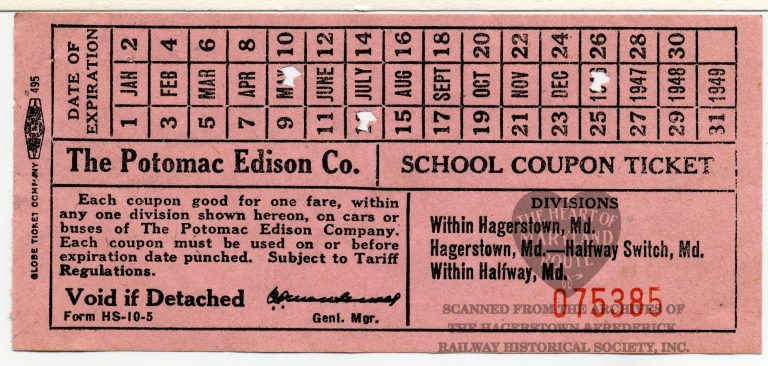 DATE OF EXPIRATION
2 4 6 8 10 12 14 16 18 20 22 24 26 28 30
JAN FEB MAR APR MAY JUNE JULY AUG SEPT OCT NOV DEC 1947 1948 1949
1 3 5 7 9 11 15 17 19 21 23 25 27 29 31
GLOBE TICKET COMPANY 495
The Potomac Edison Co. SCHOOL COUPON TICKET
Each coupon good for one fare, within
any one division shown hereon, on cars or
buses of The Potomac Edison Company.
Each coupon must be used on or before
expiration date punched. Subject to Tariff
Regulations.
Void if Detached
Form HS-10-5
Genl. Mgr.
DIVISIONS
Within Hagerstown, Md.
Hagerstown, Md.—Halfway Switch, Md.
Within Halfway, Md.
075385
THE HEART OF
MARYLAND
ROUTE
SCANNED FROM THE ARCHIVES OF
THE HAGERSTOWN & FREDERICK
RAILWAY HISTORICAL SOCIETY, INC.